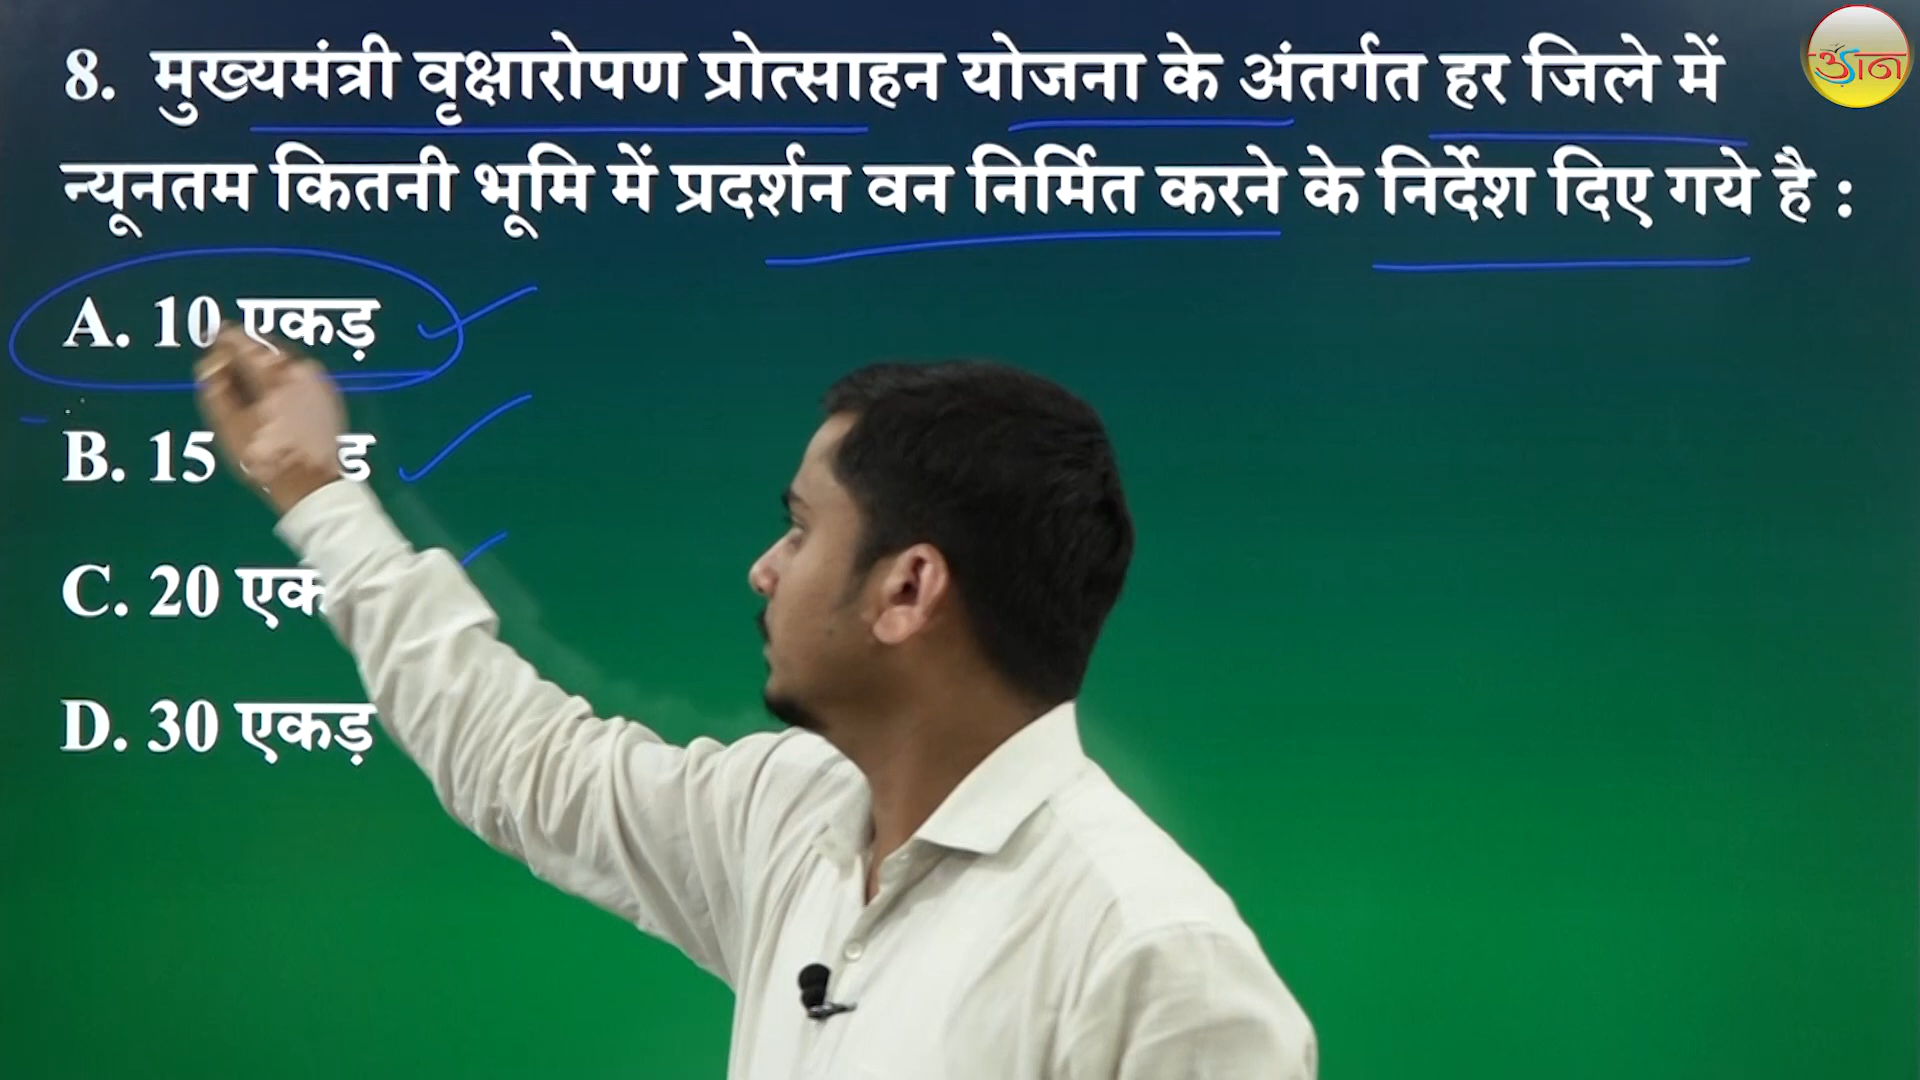 उड़ान
8. मुख्यमंत्री वृक्षारोपण प्रोत्साहन योजना के अंतर्गत हर जिले में
न्यूनतम कितनी भूमि में प्रदर्शन वन निर्मित करने के निर्देश दिए गये है :
A. 10 एकड़
B. 15
C. 20
D. 30 एकड़